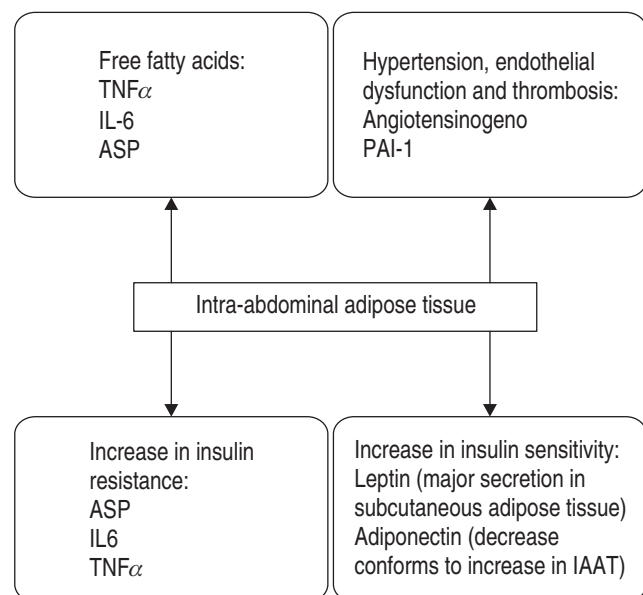 Free fatty acids:
TNFα
IL-6
ASP
Hypertension, endothelial
dysfunction and thrombosis:
Angiotensinogeno
PAI-1
Intra-abdominal adipose tissue
Increase in insulin
resistance:
ASP
IL6
TNFα
Increase in insulin sensitivity:
Leptin (major secretion in
subcutaneous adipose tissue)
Adiponectin (decrease
conforms to increase in IAAT)